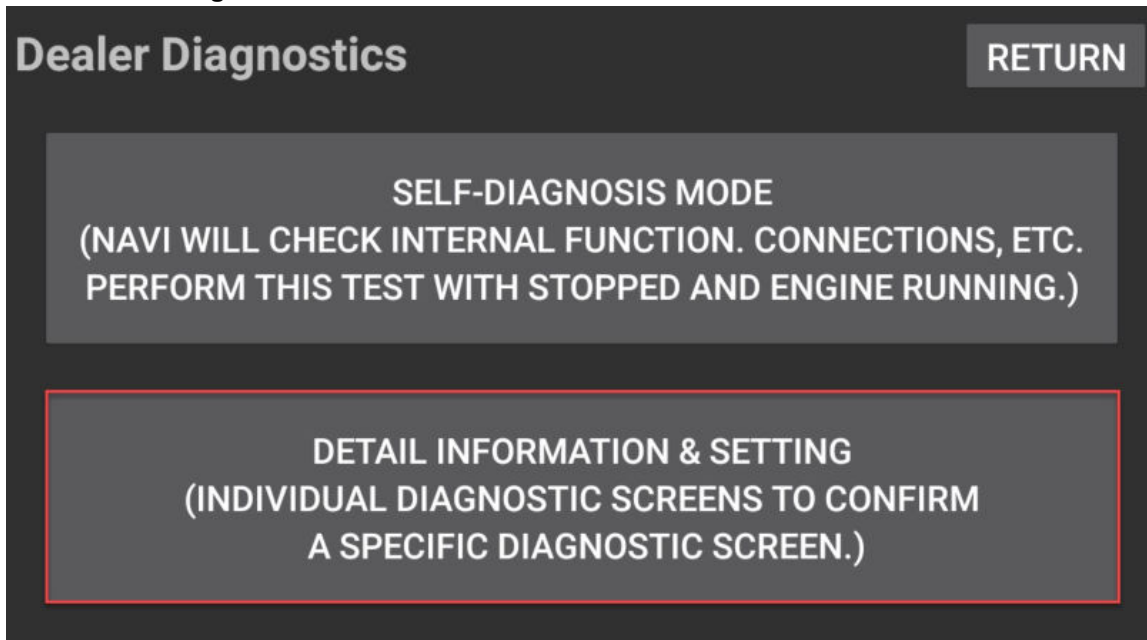 Dealer Diagnostics
RETURN
SELF-DIAGNOSIS MODE
(NAVI WILL CHECK INTERNAL FUNCTION. CONNECTIONS, ETC.
PERFORM THIS TEST WITH STOPPED AND ENGINE RUNNING.)
DETAIL INFORMATION & SETTING
(INDIVIDUAL DIAGNOSTIC SCREENS TO CONFIRM
A SPECIFIC DIAGNOSTIC SCREEN.)